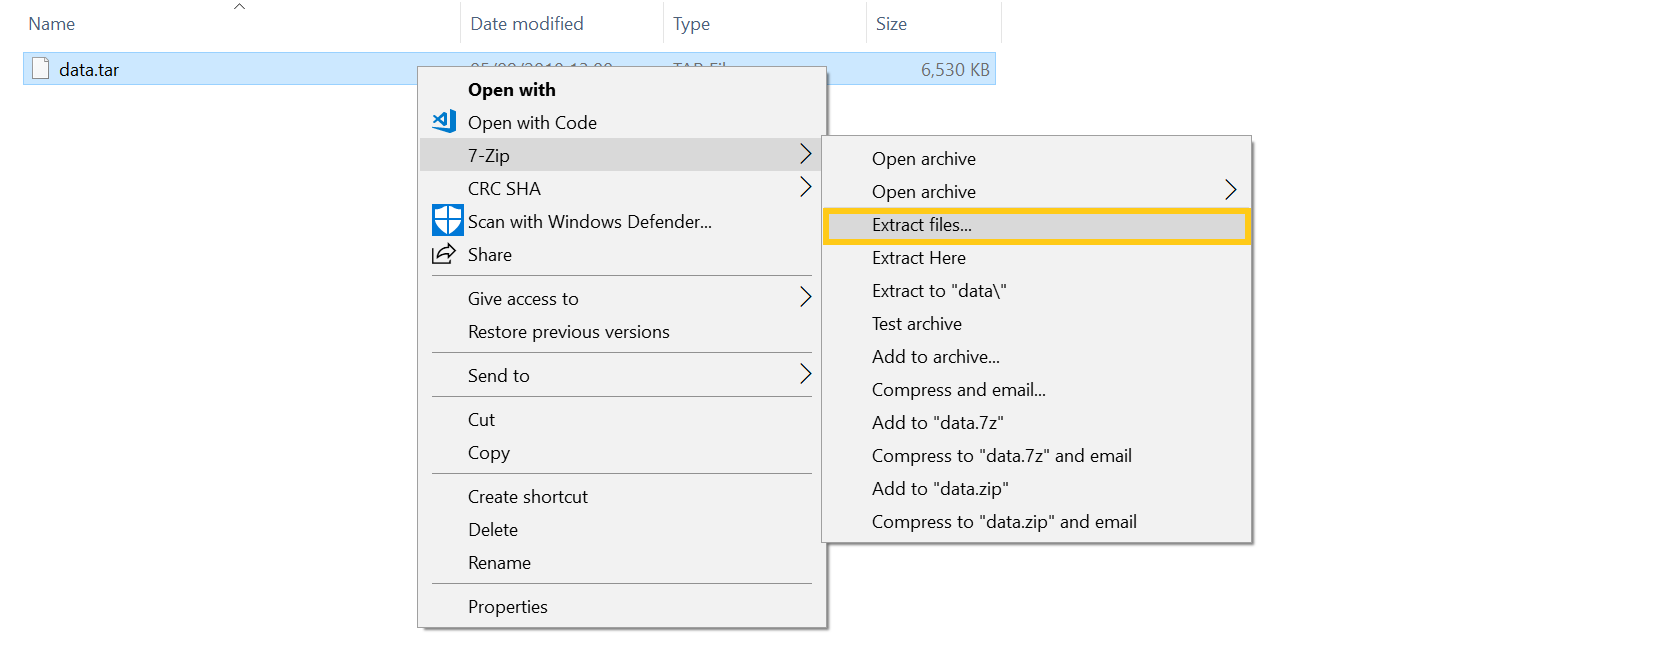 Name Date modified Type Size
data.tar 6,530 KB
Open with
Open with Code
7-Zip
CRC SHA
Scan with Windows Defender...
Share
Give access to
Restore previous versions
Send to
Cut
Copy
Create shortcut
Delete
Rename
Properties
Open archive
Open archive
Extract files...
Extract Here
Extract to "data\"
Test archive
Add to archive...
Compress and email...
Add to "data.7z"
Compress to "data.7z" and email
Add to "data.zip"
Compress to "data.zip" and email